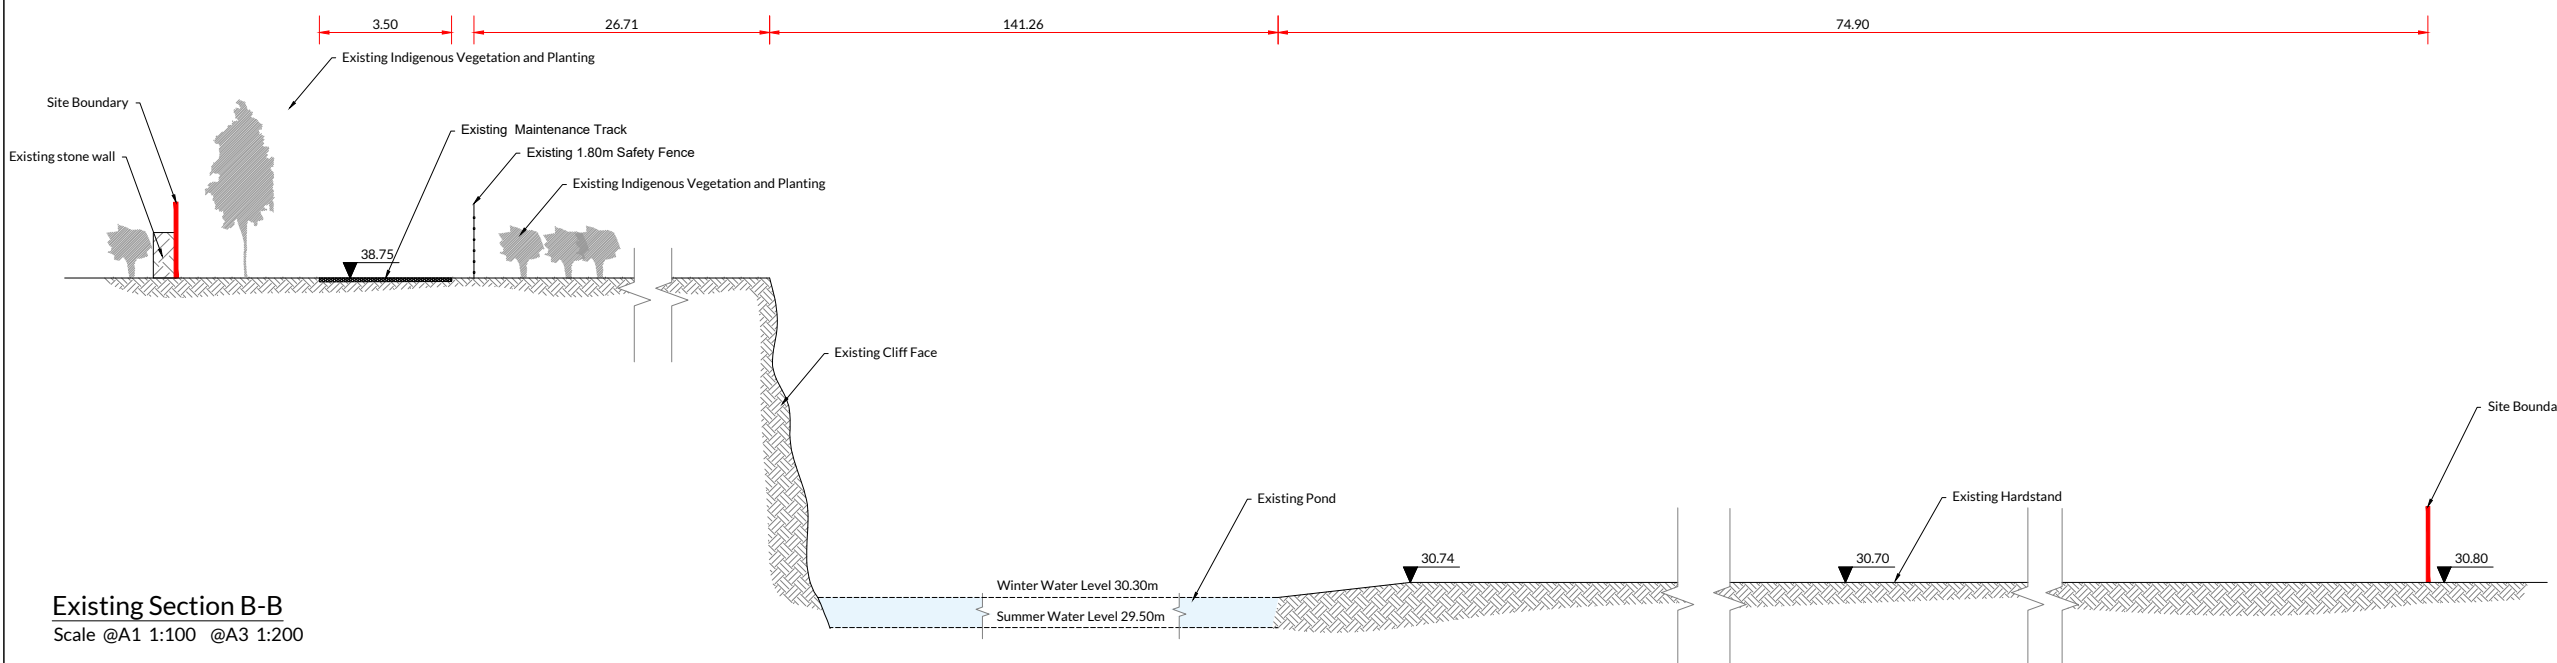 3.50
26.71
141.26
74.90
Existing Indigenous Vegetation and Planting
Site Boundary
Existing Maintenance Track
Existing stone wall
Existing 1.80m Safety Fence
Existing Indigenous Vegetation and Planting
38.75
Existing Cliff Face
Site Bounda
Existing Pond
Existing Hardstand
30.74
30.70
30.80
Winter Water Level 30.30m
Summer Water Level 29.50m
Existing Section B-B
Scale @A1 1:100 @A3 1:200